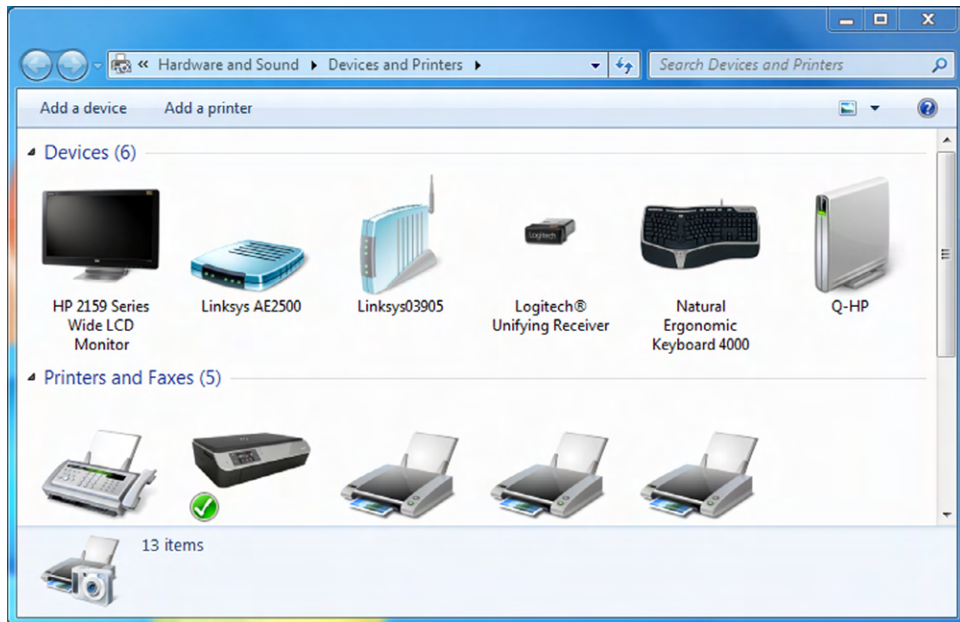 « Hardware and Sound ▸ Devices and Printers ▸
Search Devices and Printers
Add a device Add a printer
Devices (6)
Logitech
HP 2159 Series
Wide LCD
Monitor
Linksys AE2500
Linksys03905
Logitech®
Unifying Receiver
Natural
Ergonomic
Keyboard 4000
Q-HP
Printers and Faxes (5)
13 items